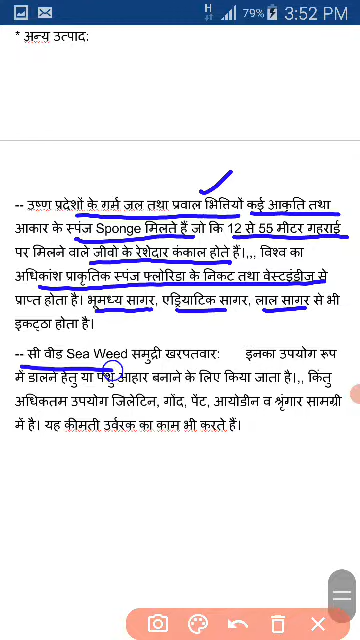 H 79% 3:52 PM
* अन्य उत्पाद:
-- उष्ण प्रदेशों के गर्म जल तथा प्रवाल भित्तियों कई आकृति तथा
आकार के स्पंज Sponge मिलते हैं जो कि 12 से 55 मीटर गहराई
पर मिलने वाले जीवों के रेशेदार कंकाल होते हैं।,,, विश्व का
अधिकांश प्राकृतिक स्पंज फ्लोरिडा के निकट तथा वेस्टइंडीज से
प्राप्त होता है। भूमध्य सागर, एड्रियाटिक सागर, लाल सागर से भी
इकट्ठा होता है।
-- सी वीड Sea Weed समुद्री खरपतवार: इनका उपयोग रूप
में डालने हेतु या पशु आहार बनाने के लिए किया जाता है।,, किंतु
अधिकतम उपयोग जिलेटिन, गोंद, पेंट, आयोडीन व श्रृंगार सामग्री
में है। यह कीमती उर्वरक का काम भी करते हैं।